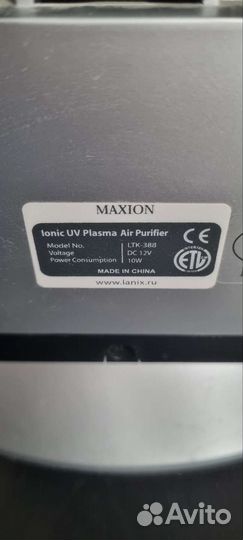 MAXION
Ionic UV Plasma Air Purifier
Model No. LTK-388
Voltage DC 12V
Power Consumption 10W
MADE IN CHINA
www.lanix.ru
CE
ETL
Avito